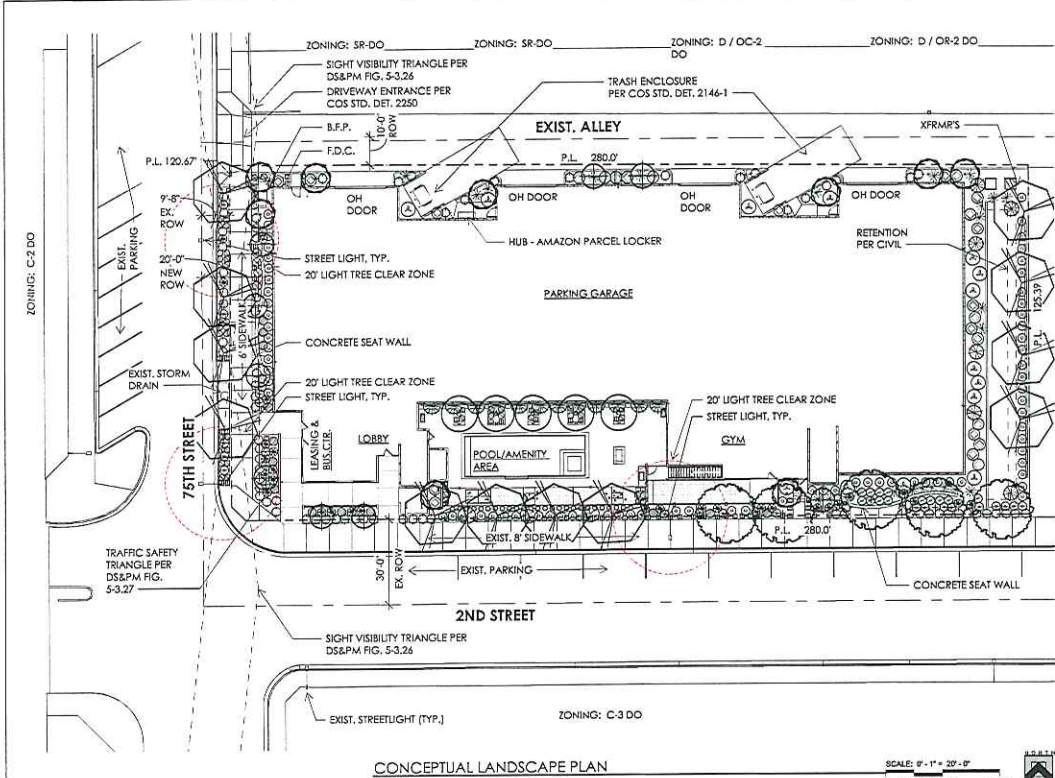 ZONING: SR-DO
ZONING: SR-DO
ZONING: D / OC-2
DO
ZONING: D / OR-2 DO
SIGHT VISIBILITY TRIANGLE PER
DS&PM FIG. 5-3.26
DRIVEWAY ENTRANCE PER
COS STD. DET. 2250
TRASH ENCLOSURE
PER COS STD. DET. 2146-1
B.F.P.
F.D.C.
10'-0"
ROW
EXIST. ALLEY
XFRMR'S
P.L. 120.67'
P.L. 280.0'
9'-8"
EX.
ROW
OH
DOOR
OH DOOR
OH
DOOR
OH DOOR
ZONING: C-2 DO
EXIST.
PARKING
HUB - AMAZON PARCEL LOCKER
RETENTION
PER CIVIL
20'-0"
NEW
ROW
STREET LIGHT, TYP.
20' LIGHT TREE CLEAR ZONE
PARKING GARAGE
P.L. 125.39
6' SIDEWALK
CONCRETE SEAT WALL
EXIST. STORM
DRAIN
20' LIGHT TREE CLEAR ZONE
STREET LIGHT, TYP.
20' LIGHT TREE CLEAR ZONE
STREET LIGHT, TYP.
LEASING &
BUS.CTR.
LOBBY
GYM
POOL/AMENITY
AREA
75TH STREET
EXIST. 8' SIDEWALK
P.L. 280.0'
TRAFFIC SAFETY
TRIANGLE PER
DS&PM FIG.
5-3.27
30'-0"
EX. ROW
EXIST. PARKING
CONCRETE SEAT WALL
2ND STREET
SIGHT VISIBILITY TRIANGLE PER
DS&PM FIG. 5-3.26
EXIST. STREETLIGHT (TYP.)
ZONING: C-3 DO
CONCEPTUAL LANDSCAPE PLAN
SCALE: 0' - 1" = 20' - 0"
NORTH